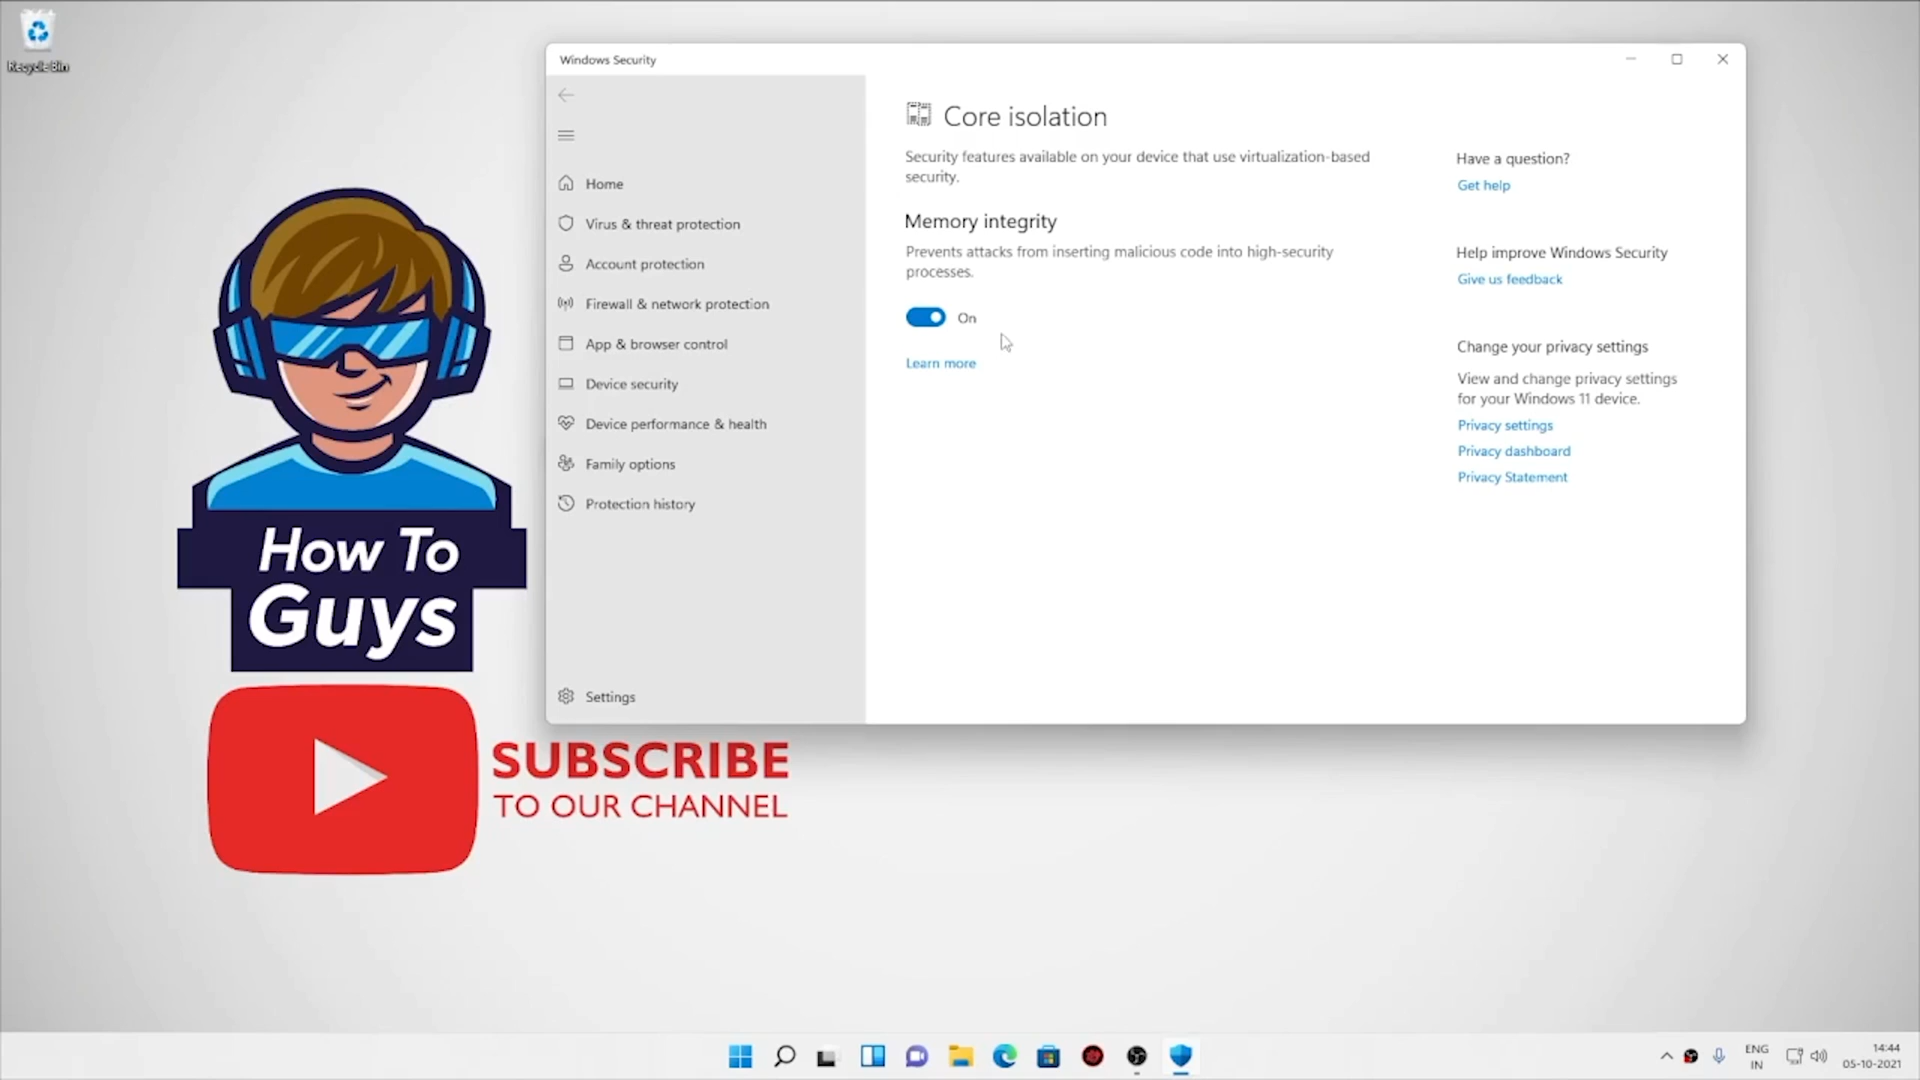 Recycle Bin
Windows Security
Home
Virus & threat protection
Account protection
Firewall & network protection
App & browser control
Device security
Device performance & health
Family options
Protection history
Settings
Core isolation
Security features available on your device that use virtualization-based
security.
Memory integrity
Prevents attacks from inserting malicious code into high-security
processes.
On
Learn more
Have a question?
Get help
Help improve Windows Security
Give us feedback
Change your privacy settings
View and change privacy settings
for your Windows 11 device.
Privacy settings
Privacy dashboard
Privacy Statement
How To
Guys
SUBSCRIBE
TO OUR CHANNEL
ENG
IN
14:44
05-10-2021